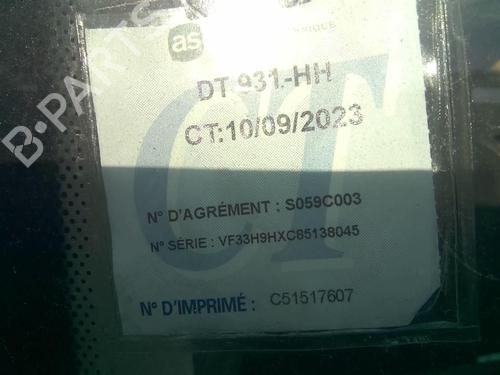 as
DT 931-HH
CT:10/09/2023
CT
N° D'AGRÉMENT : S059C003
N° SÉRIE : VF33H9HXC85138045
N° D'IMPRIMÉ : C51517607
B-PARTS